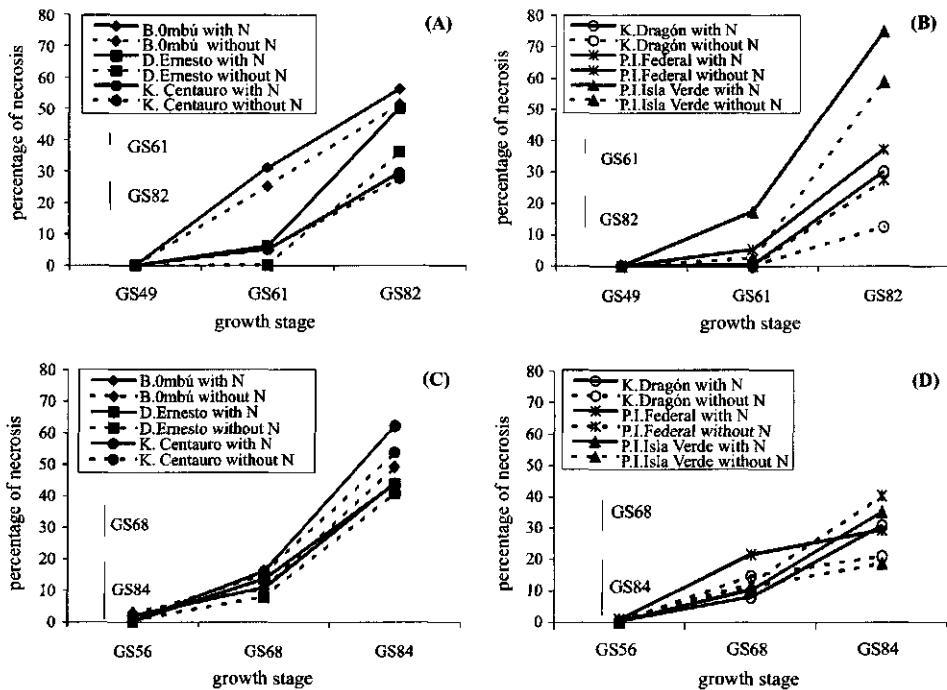 (A)
percentage of necrosis
80
70
60
50
40
30
20
10
0
B.0mbú with N
B.0mbú without N
D.Ernesto with N
D.Ernesto without N
K. Centauro with N
K. Centauro without N
GS61
GS82
GS49 GS61 GS82
growth stage
(B)
percentage of necrosis
80
70
60
50
40
30
20
10
0
K.Dragón with N
K.Dragón without N
P.I.Federal with N
P.I.Federal without N
P.I.Isla Verde with N
P.I.Isla Verde without N
GS61
GS82
GS49 GS61 GS82
growth stage
(C)
percentage of necrosis
80
70
60
50
40
30
20
10
0
B.0mbú with N
B.0mbú without N
D.Ernesto with N
D.Ernesto without N
K. Centauro with N
K. Centauro without N
GS68
GS84
GS56 GS68 GS84
growth stage
(D)
percentage of necrosis
80
70
60
50
40
30
20
10
0
K.Dragón with N
K.Dragón without N
P.I.Federal with N
P.I.Federal without N
P.I.Isla Verde with N
P.I.Isla Verde without N
GS68
GS84
GS56 GS68 GS84
growth stage